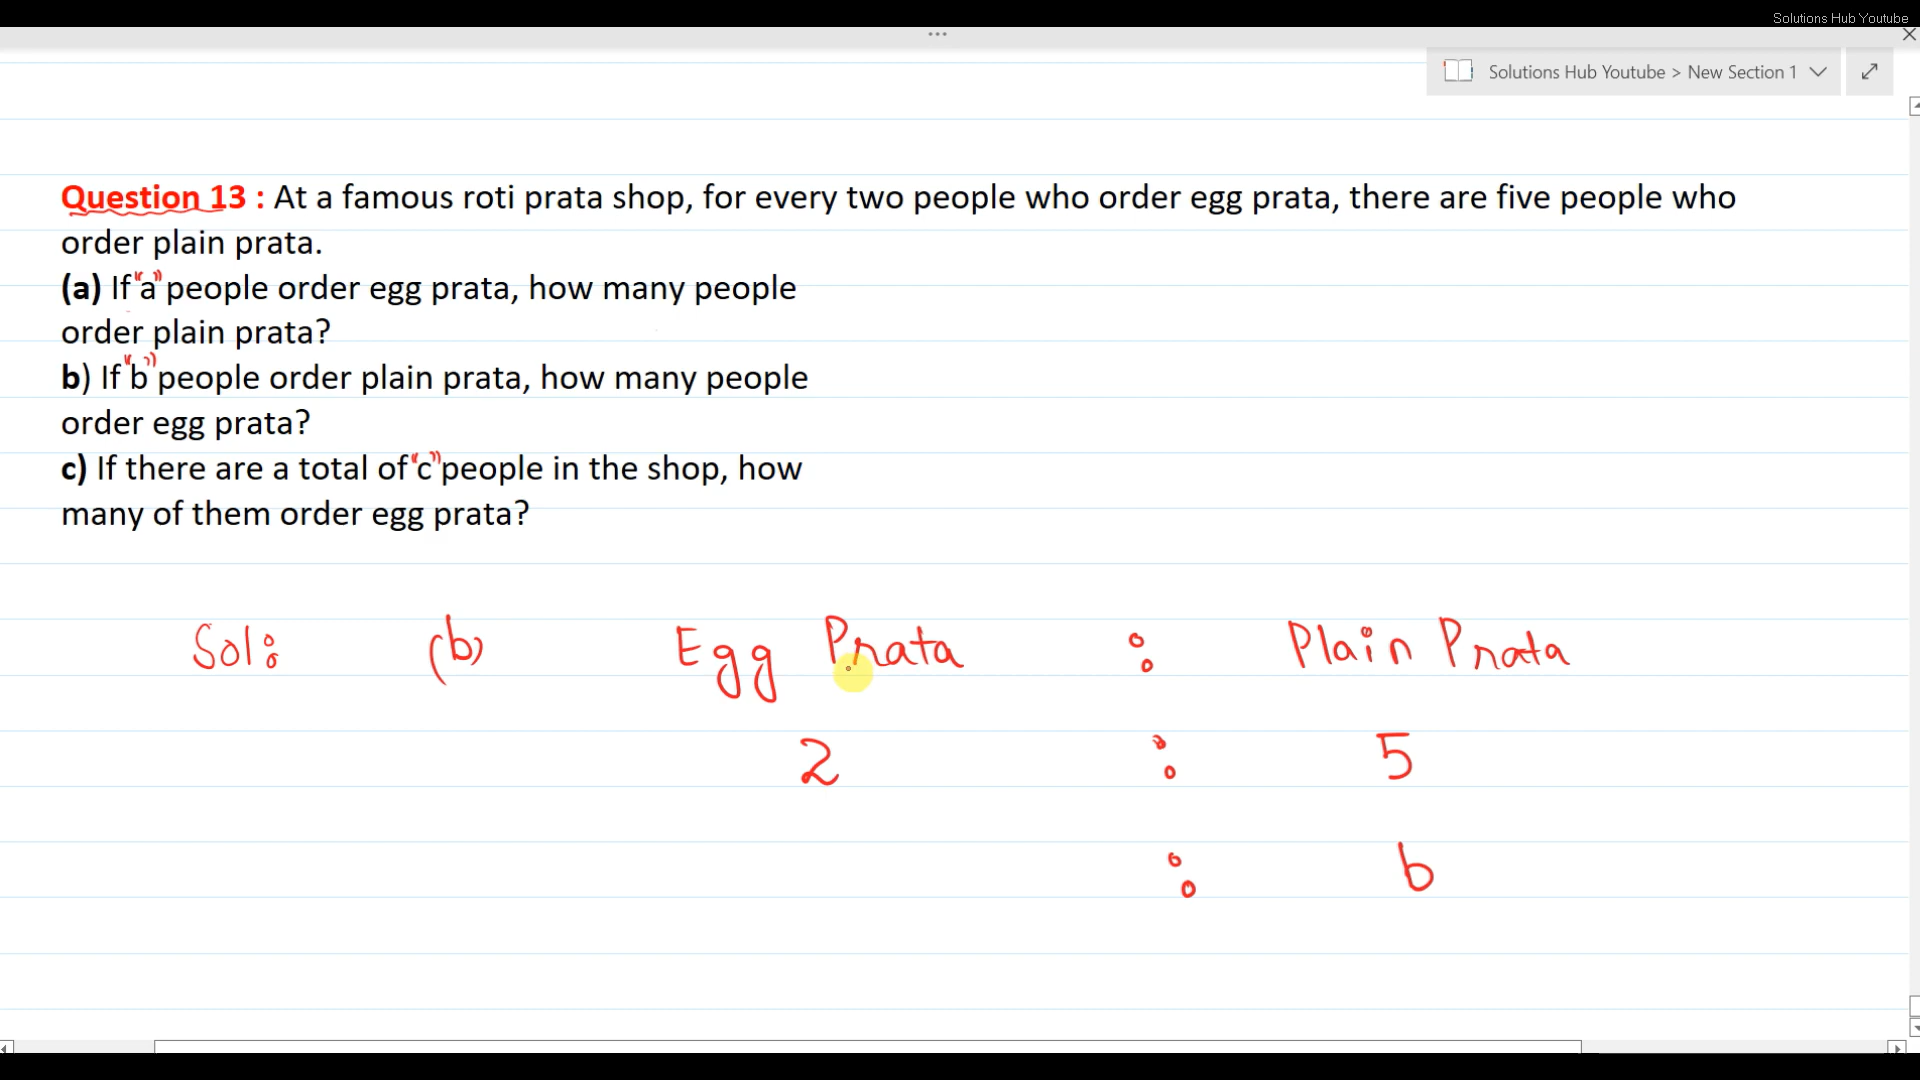 Solutions Hub Youtube
Solutions Hub Youtube > New Section 1
Question 13 : At a famous roti prata shop, for every two people who order egg prata, there are five people who
order plain prata.
(a) If "a" people order egg prata, how many people
order plain prata?
b) If "b" people order plain prata, how many people
order egg prata?
c) If there are a total of "c" people in the shop, how
many of them order egg prata?
Sol: (b) Egg Prata : Plain Prata
2 : 5
: b